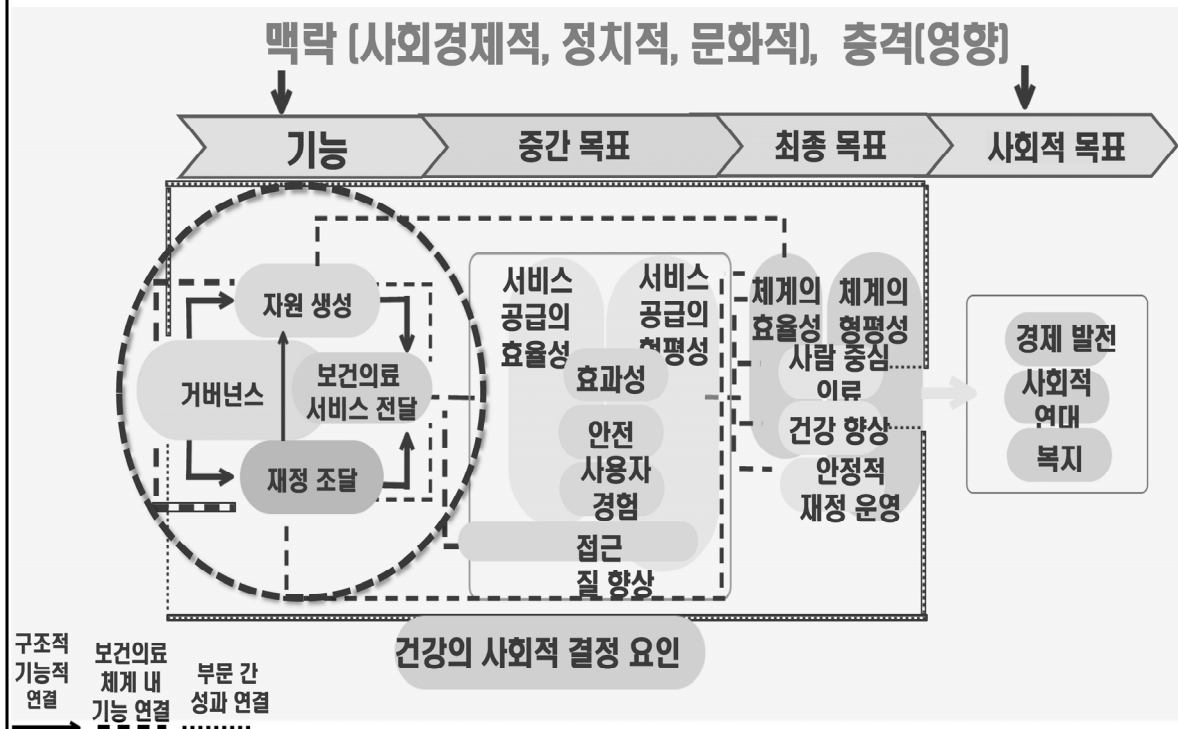 맥락 (사회경제적, 정치적, 문화적), 충격(영향)
기능
중간 목표
최종 목표
사회적 목표
자원 생성
거버넌스
보건의료
서비스 전달
재정 조달
서비스
공급의
효율성
서비스
공급의
형평성
효과성
안전
사용자
경험
접근
질 향상
체계의
효율성
체계의
형평성
사람 중심
의료
건강 향상
안정적
재정 운영
경제 발전
사회적
연대
복지
건강의 사회적 결정 요인
구조적
기능적
연결
보건의료
체계 내
기능 연결
부문 간
성과 연결